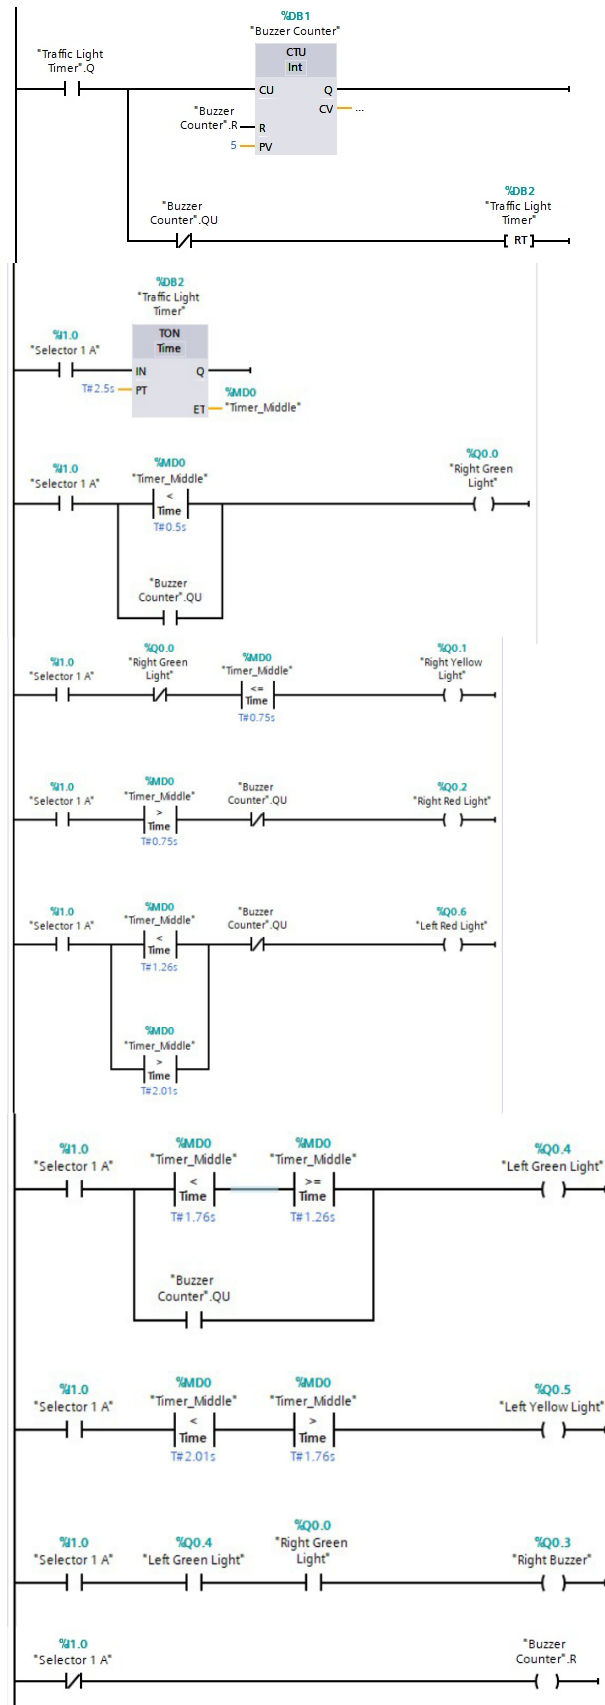 %DB1
"Buzzer Counter"
"Traffic Light
Timer".Q
CTU
Int
CU
Q
CV
...
"Buzzer
Counter".R
R
5
PV
"Buzzer
Counter".QU
%DB2
"Traffic Light
Timer"
RT
%DB2
"Traffic Light
Timer"
%I1.0
"Selector 1 A"
TON
Time
IN
Q
T#2.5s
PT
ET
%MD0
"Timer_Middle"
%I1.0
"Selector 1 A"
%MD0
"Timer_Middle"
<
Time
T#0.5s
%Q0.0
"Right Green
Light"
"Buzzer
Counter".QU
%I1.0
"Selector 1 A"
%Q0.0
"Right Green
Light"
%MD0
"Timer_Middle"
<=
Time
T#0.75s
%Q0.1
"Right Yellow
Light"
%I1.0
"Selector 1 A"
%MD0
"Timer_Middle"
>
Time
T#0.75s
"Buzzer
Counter".QU
%Q0.2
"Right Red Light"
%I1.0
"Selector 1 A"
%MD0
"Timer_Middle"
<
Time
T#1.26s
"Buzzer
Counter".QU
%Q0.6
"Left Red Light"
%MD0
"Timer_Middle"
>
Time
T#2.01s
%I1.0
"Selector 1 A"
%MD0
"Timer_Middle"
<
Time
T#1.76s
%MD0
"Timer_Middle"
>=
Time
T#1.26s
%Q0.4
"Left Green Light"
"Buzzer
Counter".QU
%I1.0
"Selector 1 A"
%MD0
"Timer_Middle"
<
Time
T#2.01s
%MD0
"Timer_Middle"
>
Time
T#1.76s
%Q0.5
"Left Yellow Light"
%I1.0
"Selector 1 A"
%Q0.4
"Left Green Light"
%Q0.0
"Right Green
Light"
%Q0.3
"Right Buzzer"
%I1.0
"Selector 1 A"
"Buzzer
Counter".R